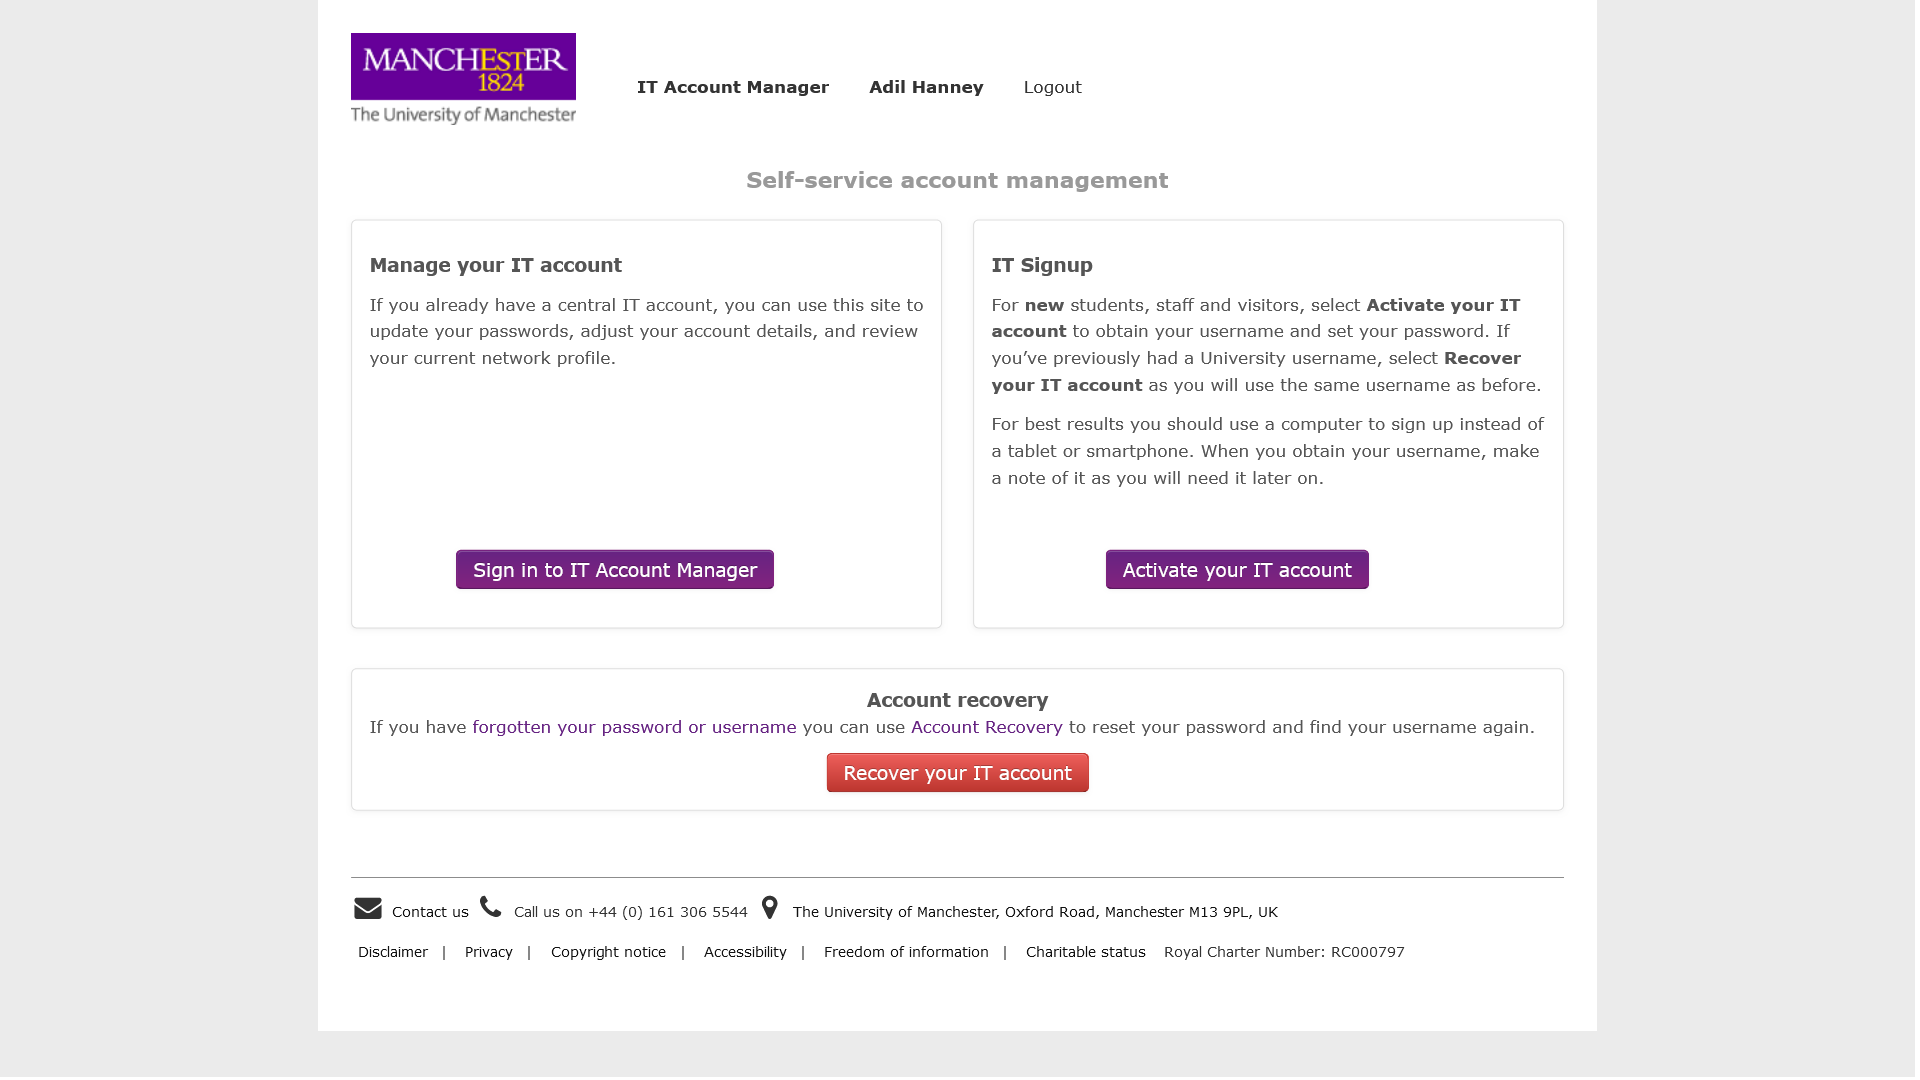 MANCHESTER
1824
The University of Manchester
IT Account Manager Adil Hanney Logout
Self-service account management
Manage your IT account
If you already have a central IT account, you can use this site to
update your passwords, adjust your account details, and review
your current network profile.
Sign in to IT Account Manager
IT Signup
For new students, staff and visitors, select Activate your IT
account to obtain your username and set your password. If
you’ve previously had a University username, select Recover
your IT account as you will use the same username as before.
For best results you should use a computer to sign up instead of
a tablet or smartphone. When you obtain your username, make
a note of it as you will need it later on.
Activate your IT account
Account recovery
If you have forgotten your password or username you can use Account Recovery to reset your password and find your username again.
Recover your IT account
Contact us Call us on +44 (0) 161 306 5544 The University of Manchester, Oxford Road, Manchester M13 9PL, UK
Disclaimer | Privacy | Copyright notice | Accessibility | Freedom of information | Charitable status Royal Charter Number: RC000797